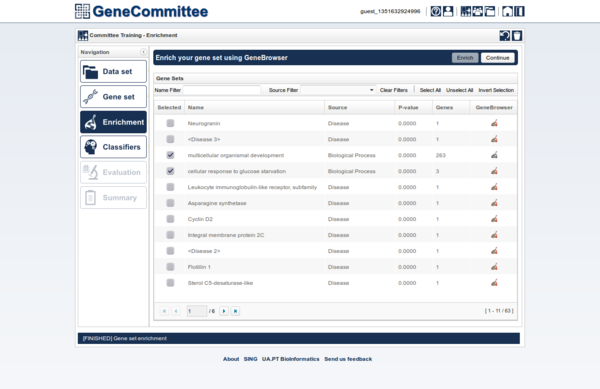 GeneCommittee
guest_1351632924996
Committee Training - Enrichment
Navigation
Data set
Gene set
Enrichment
Classifiers
Evaluation
Summary
Enrich your gene set using GeneBrowser
Enrich
Continue
Gene Sets
Name Filter
Source Filter
Clear Filters
Select All
Unselect All
Invert Selection
Selected Name Source P-value Genes GeneBrowser
Neurogranin Disease 0.0000 1
<Disease 3> Disease 0.0000 1
multicellular organismal development Biological Process 0.0000 263
cellular response to glucose starvation Biological Process 0.0000 3
Leukocyte immunoglobulin-like receptor, subfamily Disease 0.0000 1
Asparagine synthetase Disease 0.0000 1
Cyclin D2 Disease 0.0000 1
Integral membrane protein 2C Disease 0.0000 1
<Disease 2> Disease 0.0000 1
Flotillin 1 Disease 0.0000 1
Sterol C5-desaturase-like Disease 0.0000 1
1 / 6
[ 1 - 11 / 63 ]
[FINISHED] Gene set enrichment
About SING UA.PT Bioinformatics Send us feedback